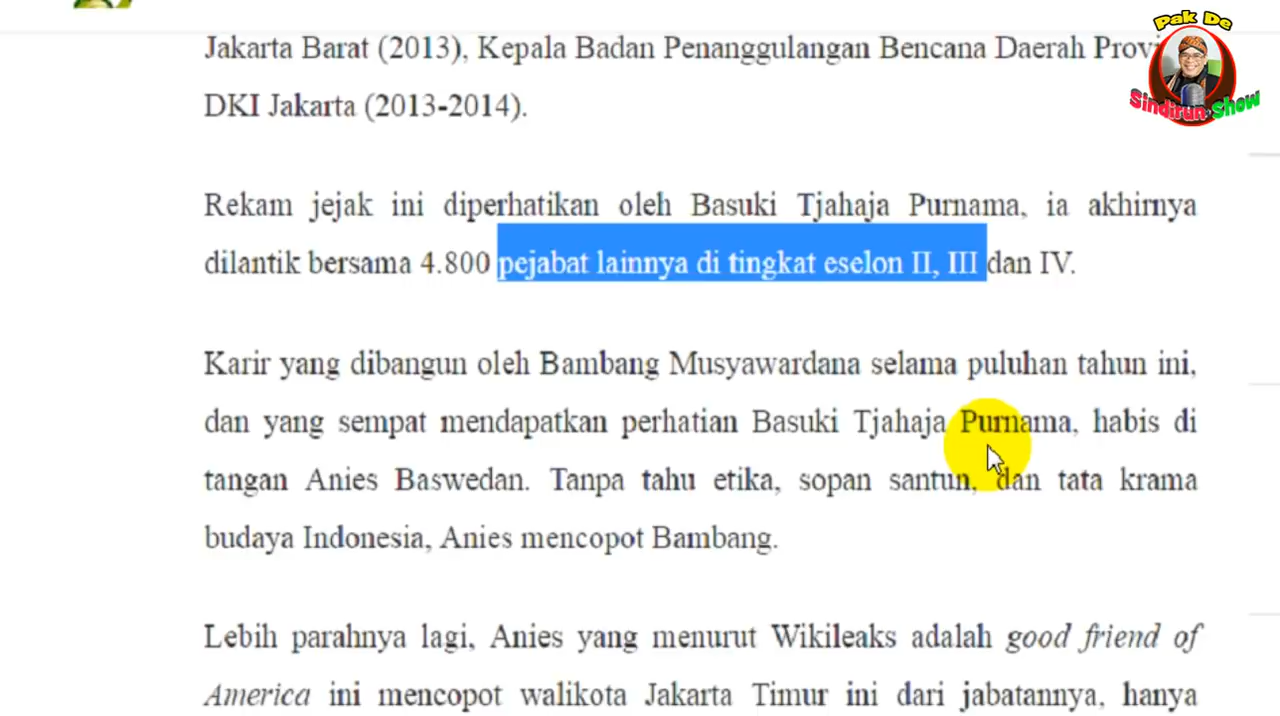 Pak De
Sindirun Show
Jakarta Barat (2013), Kepala Badan Penanggulangan Bencana Daerah
DKI Jakarta (2013-2014).
Rekam jejak ini diperhatikan oleh Basuki Tjahaja Purnama, ia akhirnya
dilantik bersama 4.800 pejabat lainnya di tingkat eselon II, III dan IV.
Karir yang dibangun oleh Bambang Musyawardana selama puluhan tahun ini,
dan yang sempat mendapatkan perhatian Basuki Tjahaja Purnama, habis di
tangan Anies Baswedan. Tanpa tahu etika, sopan santun, dan tata krama
budaya Indonesia, Anies mencopot Bambang.
Lebih parahnya lagi, Anies yang menurut Wikileaks adalah good friend of
America ini mencopot walikota Jakarta Timur ini dari jabatannya, hanya